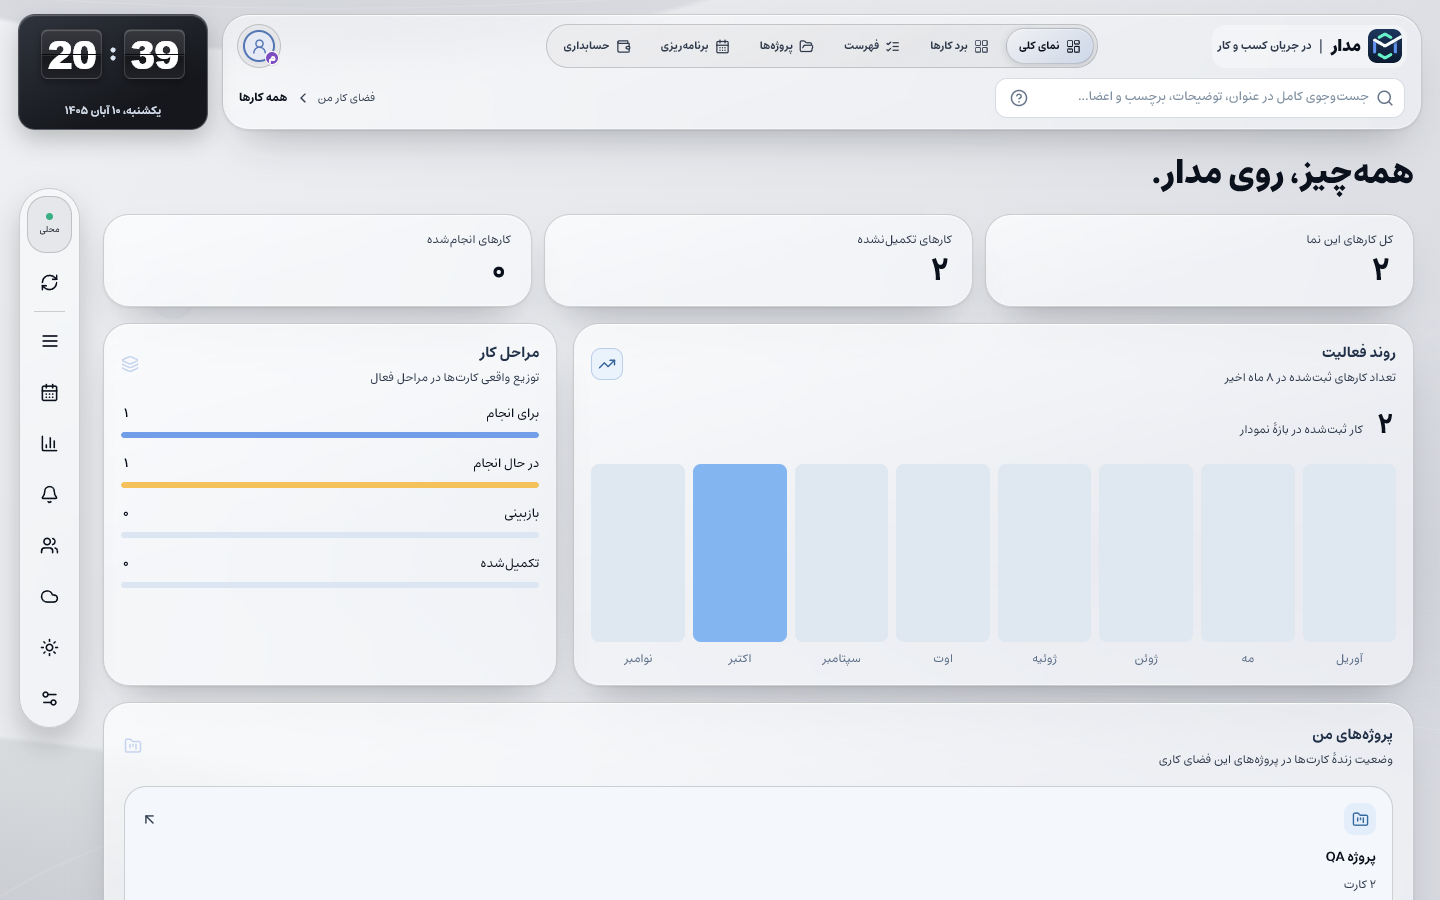 مدار | در جریان کسب و کار
نمای کلی
برد کارها
فهرست
پروژه‌ها
برنامه‌ریزی
حسابداری
20 : 39
یکشنبه، ۱۰ آبان ۱۴۰۵
جست‌وجوی کامل در عنوان، توضیحات، برچسب و اعضا...
فضای کار من
همه کارها
همه‌چیز، روی مدار.
محلی
کل کارهای این نما
۲
کارهای تکمیل‌نشده
۲
کارهای انجام‌شده
۰
روند فعالیت
تعداد کارهای ثبت‌شده در ۸ ماه اخیر
۲ کار ثبت‌شده در بازهٔ نمودار
آوریل
مه
ژوئن
ژوئیه
اوت
سپتامبر
اکتبر
نوامبر
مراحل کار
توزیع واقعی کارت‌ها در مراحل فعال
برای انجام ۱
در حال انجام ۱
بازبینی ۰
تکمیل‌شده ۰
پروژه‌های من
وضعیت زندهٔ کارت‌ها در پروژه‌های این فضای کاری
پروژه QA
۲ کارت